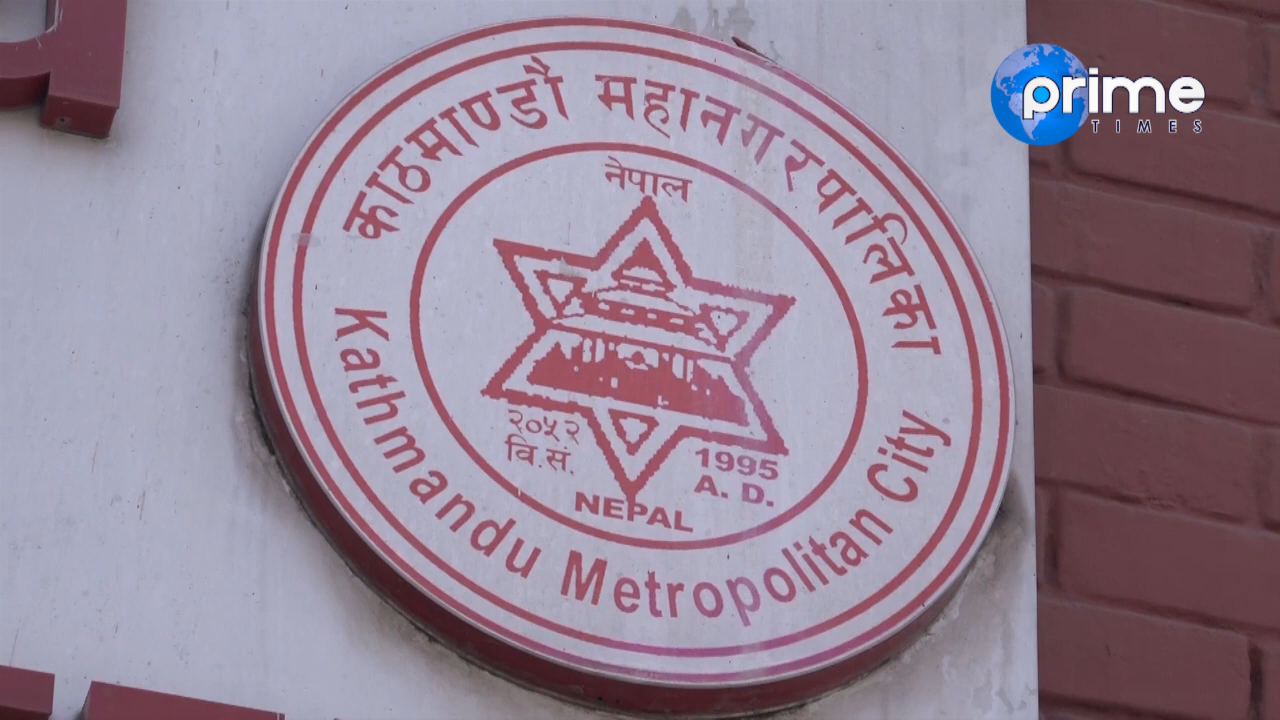 काठमाण्डौ महानगरपालिका
नेपाल
२०५२
वि.सं.
1995
A. D.
NEPAL
Kathmandu Metropolitan City
prime
TIMES